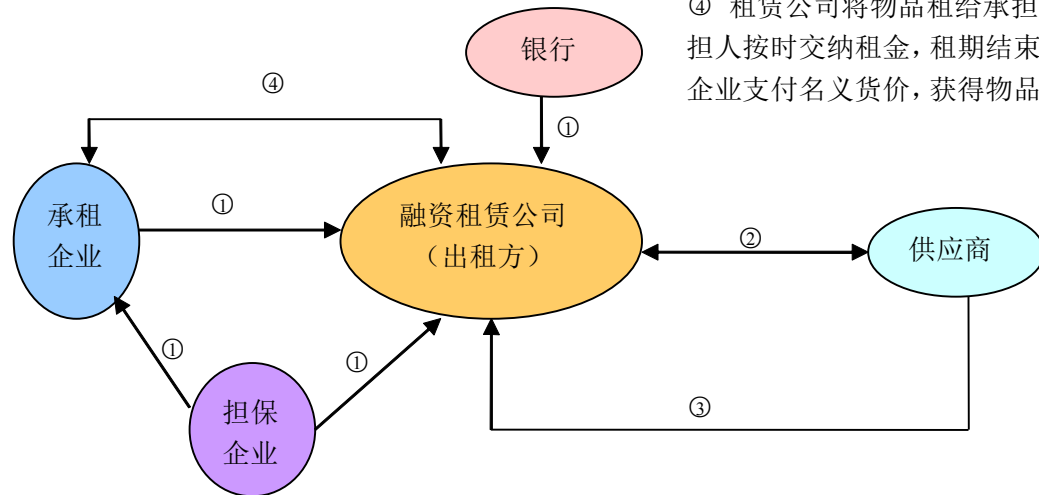 ④ 租赁公司将物品租给承担
担人按时交纳租金，租期结束
企业支付名义货价，获得物品
银行
④
①
承租
企业
①
融资租赁公司
（出租方）
②
供应商
①
①
担保
企业
③